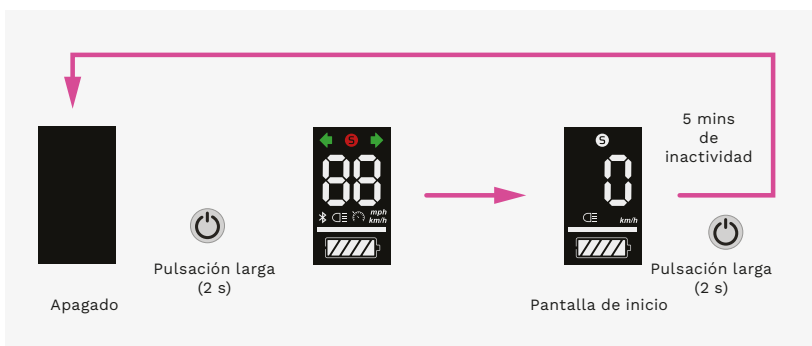 5 mins
de
inactividad
S
88
mph
km/h
S
0
km/h
Pulsación larga
(2 s)
Pulsación larga
(2 s)
Apagado
Pantalla de inicio